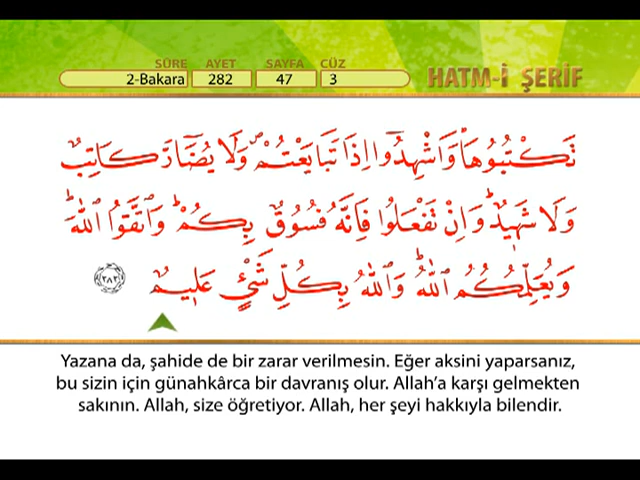 SÛRE AYET SAYFA CÜZ
2-Bakara 282 47 3
HATM-İ ŞERİF
تَكْتُبُوهَاۜ وَاَشْهِدُٓوا اِذَا تَبَايَعْتُمْۖ وَلَا يُضَٓارَّ كَاتِبٌ
وَلَا شَه۪يدٌۜ وَاِنْ تَفْعَلُوا فَاِنَّهُ فُسُوقٌ بِكُمْۜ وَاتَّقُوا اللّٰهَۜ
وَيُعَلِّمُكُمُ اللّٰهُۜ وَاللّٰهُ بِكُلِّ شَيْءٍ عَل۪يمٌ ﴿٢٨٢﴾
Yazana da, şahide de bir zarar verilmesin. Eğer aksini yaparsanız,
bu sizin için günahkârca bir davranış olur. Allah’a karşı gelmekten
sakının. Allah, size öğretiyor. Allah, her şeyi hakkıyla bilendir.